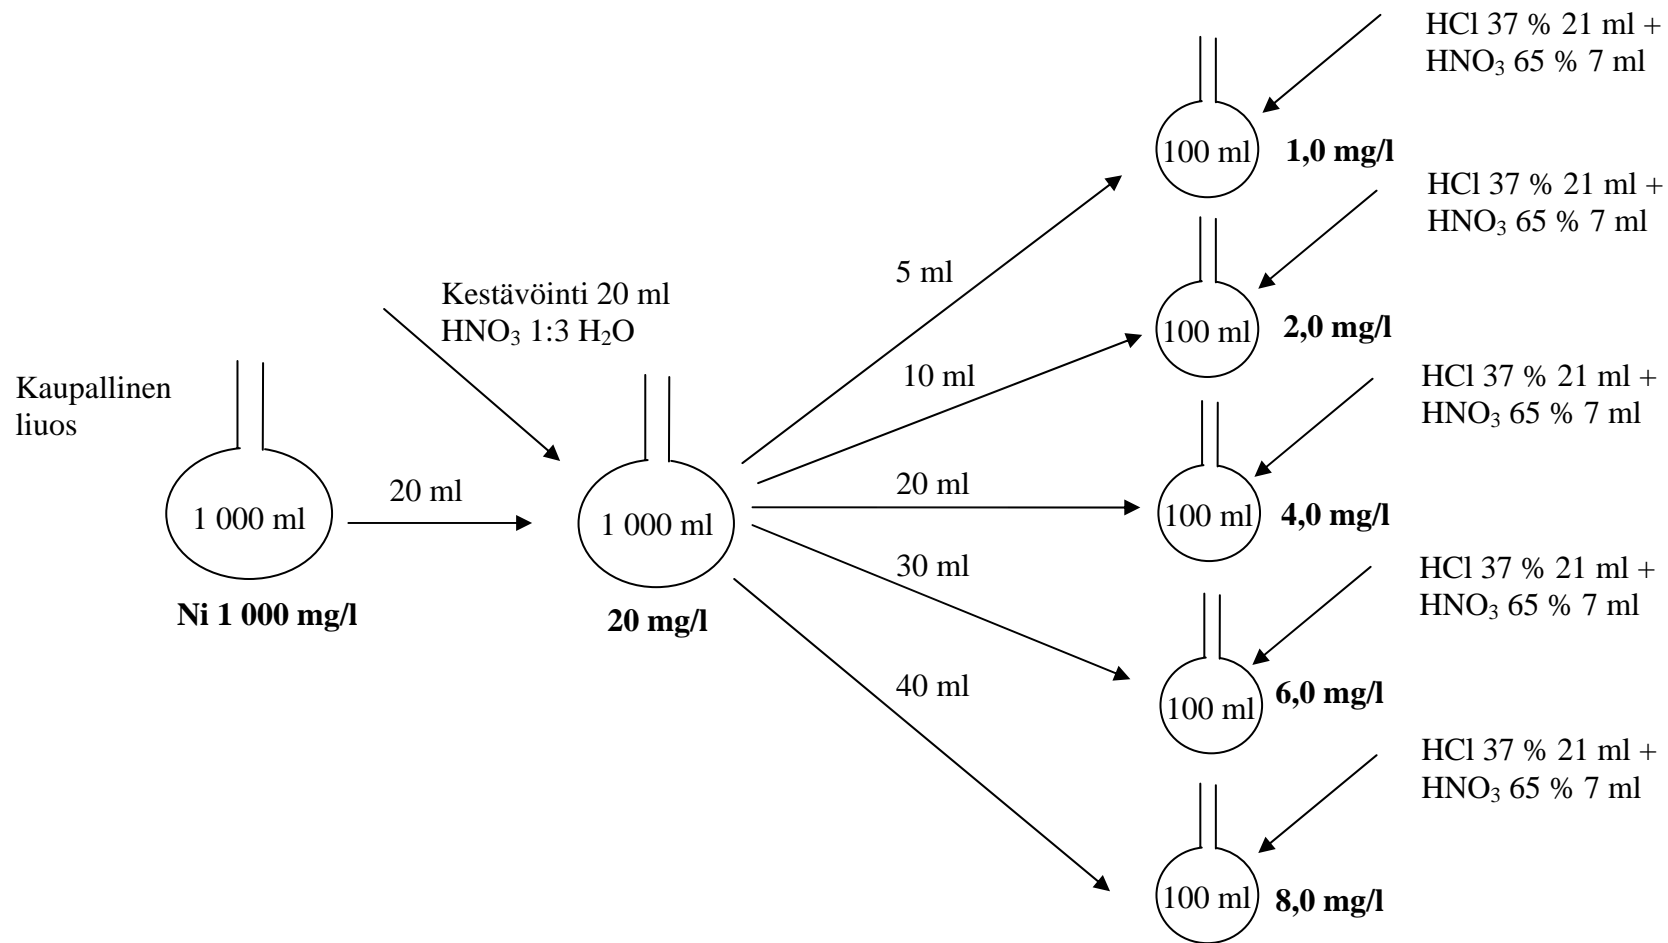 Kaupallinen
liuos
1 000 ml
Ni 1 000 mg/l
20 ml
Kestävöinti 20 ml
HNO₃ 1:3 H₂O
1 000 ml
20 mg/l
5 ml
10 ml
20 ml
30 ml
40 ml
HCl 37 % 21 ml +
HNO₃ 65 % 7 ml
100 ml
1,0 mg/l
HCl 37 % 21 ml +
HNO₃ 65 % 7 ml
100 ml
2,0 mg/l
HCl 37 % 21 ml +
HNO₃ 65 % 7 ml
100 ml
4,0 mg/l
HCl 37 % 21 ml +
HNO₃ 65 % 7 ml
100 ml
6,0 mg/l
HCl 37 % 21 ml +
HNO₃ 65 % 7 ml
100 ml
8,0 mg/l